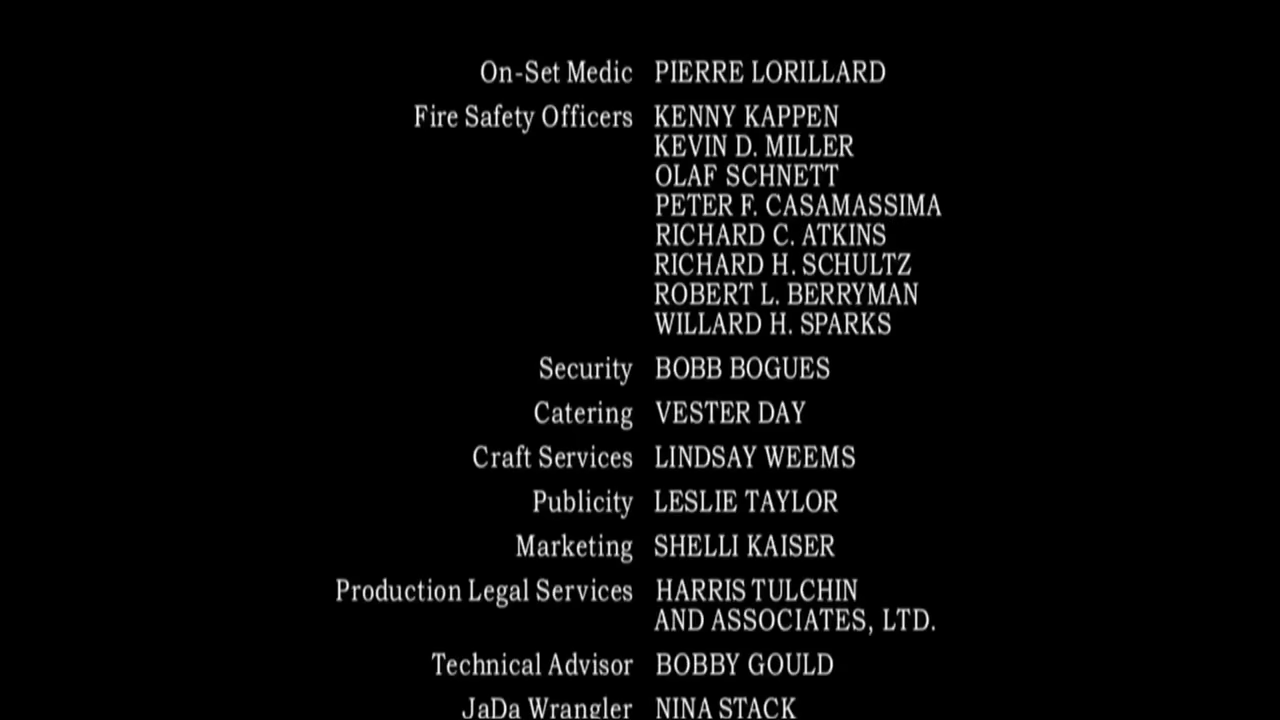 On-Set Medic PIERRE LORILLARD
Fire Safety Officers KENNY KAPPEN
KEVIN D. MILLER
OLAF SCHNETT
PETER F. CASAMASSIMA
RICHARD C. ATKINS
RICHARD H. SCHULTZ
ROBERT L. BERRYMAN
WILLARD H. SPARKS
Security BOBB BOGUES
Catering VESTER DAY
Craft Services LINDSAY WEEMS
Publicity LESLIE TAYLOR
Marketing SHELLI KAISER
Production Legal Services HARRIS TULCHIN
AND ASSOCIATES, LTD.
Technical Advisor BOBBY GOULD
JaDa Wrangler NINA STACK